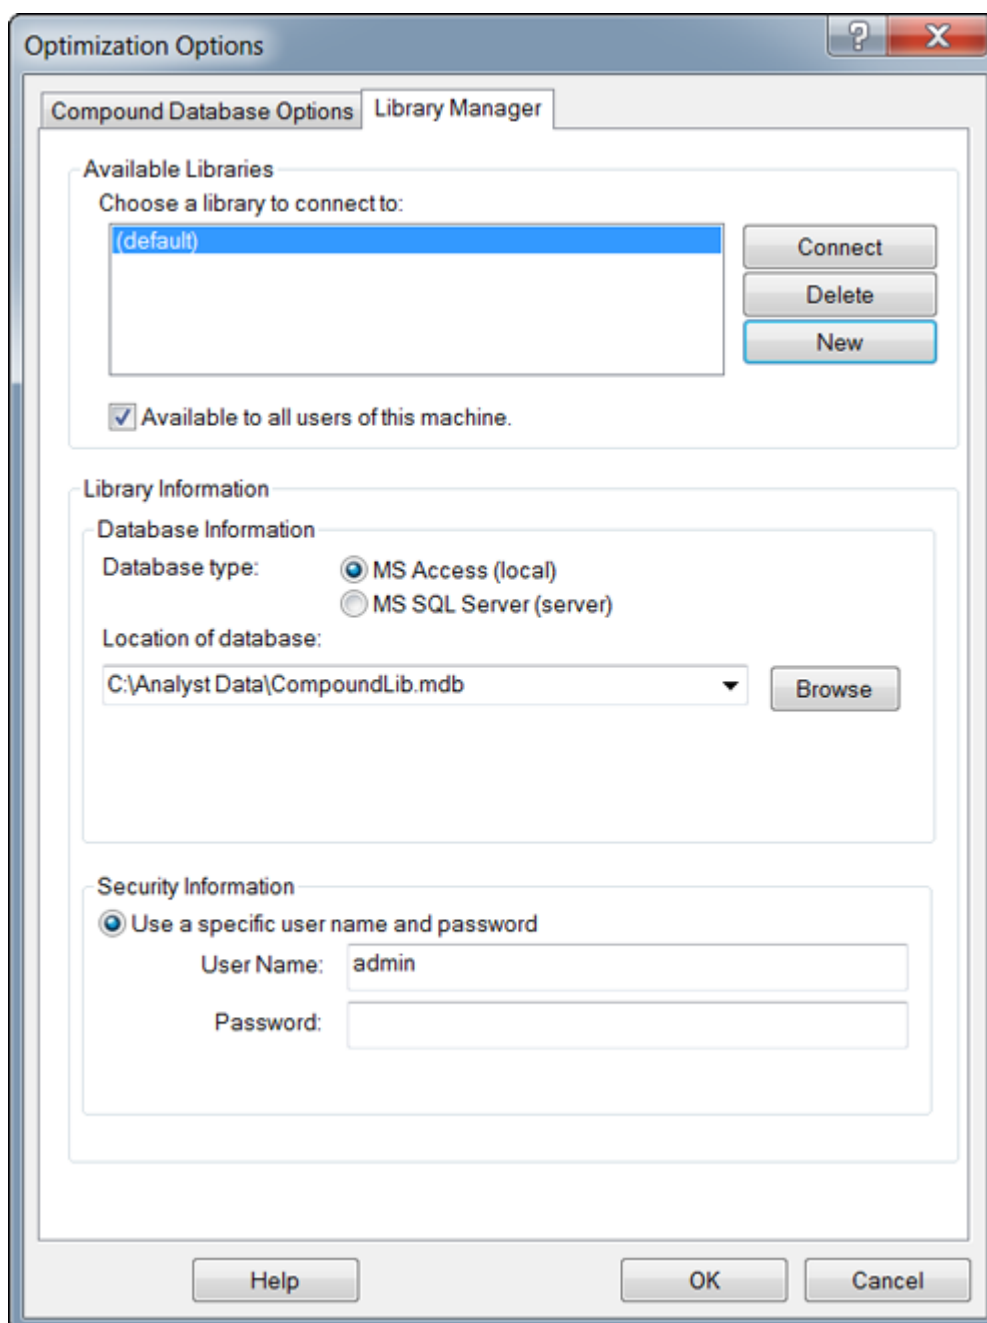 Optimization Options
Compound Database Options
Library Manager
Available Libraries
Choose a library to connect to:
(default)
Connect
Delete
New
Available to all users of this machine.
Library Information
Database Information
Database type:
MS Access (local)
MS SQL Server (server)
Location of database:
C:\Analyst Data\CompoundLib.mdb
Browse
Security Information
Use a specific user name and password
User Name:
admin
Password:
Help
OK
Cancel